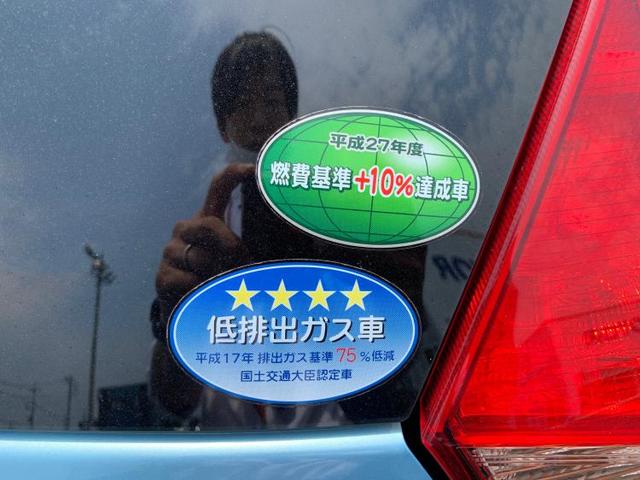 平成27年度
燃費基準+10%達成車
低排出ガス車
平成17年 排出ガス基準75%低減
国土交通大臣認定車
OR